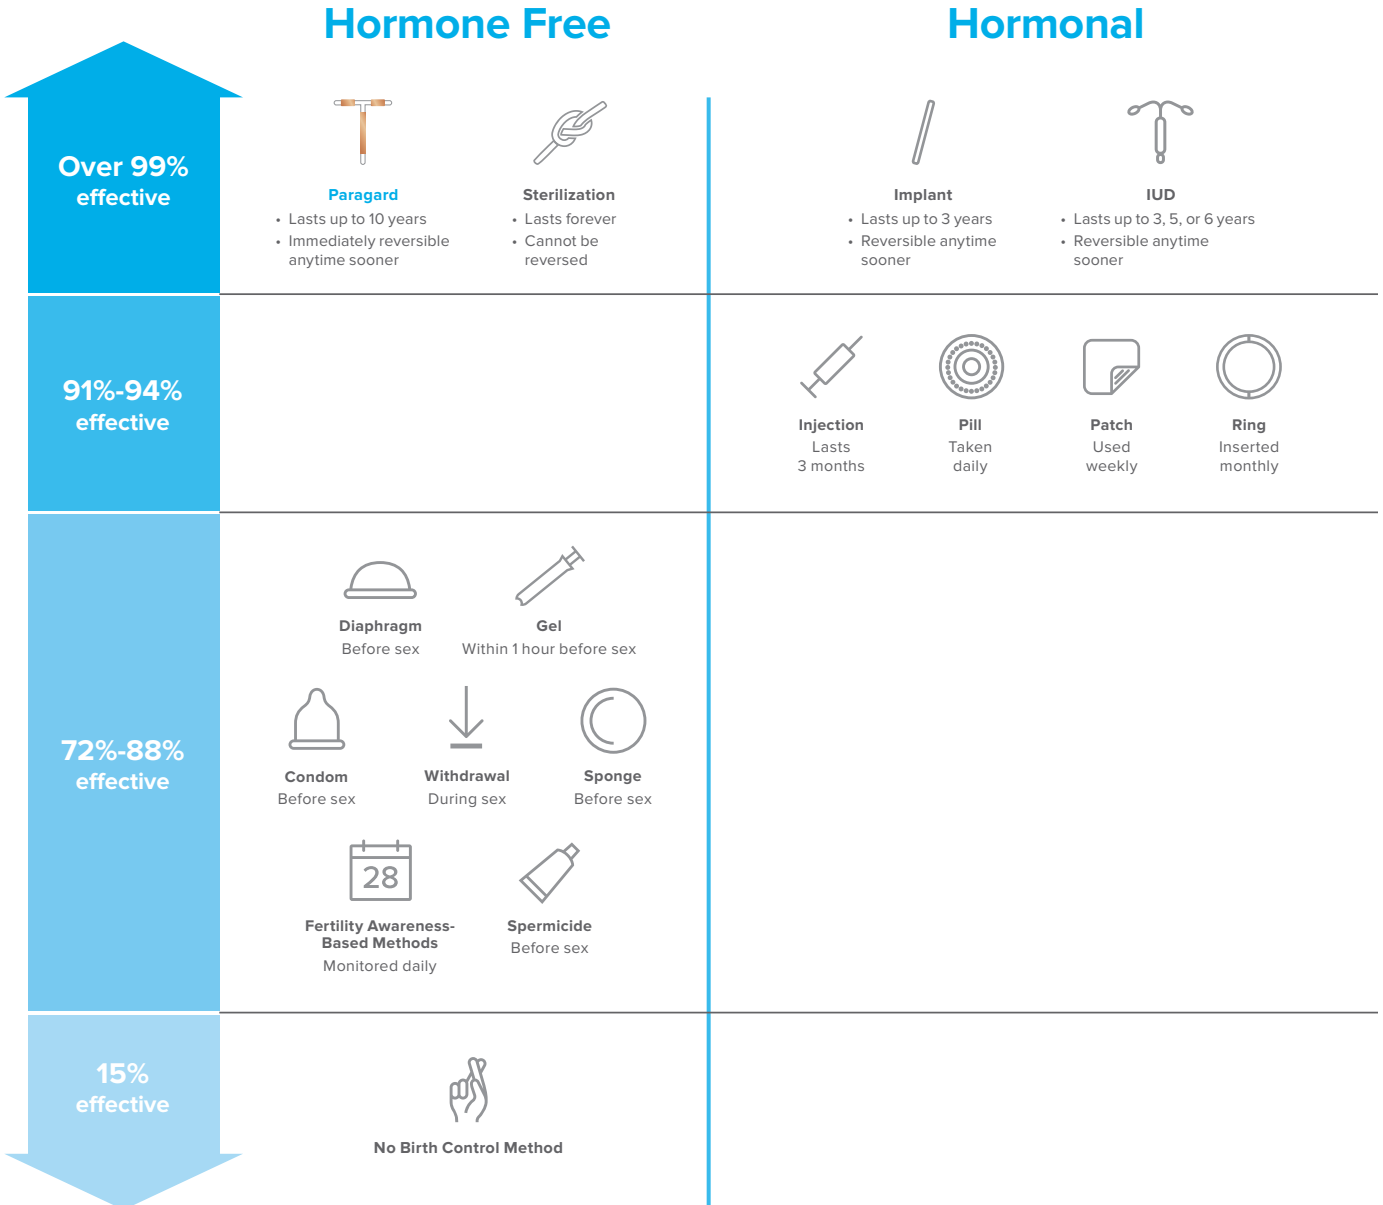 Hormone Free
Hormonal
Over 99%
effective
Paragard
• Lasts up to 10 years
• Immediately reversible
anytime sooner
Sterilization
• Lasts forever
• Cannot be
reversed
Implant
• Lasts up to 3 years
• Reversible anytime
sooner
IUD
• Lasts up to 3, 5, or 6 years
• Reversible anytime
sooner
91%-94%
effective
Injection
Lasts
3 months
Pill
Taken
daily
Patch
Used
weekly
Ring
Inserted
monthly
72%-88%
effective
Diaphragm
Before sex
Gel
Within 1 hour before sex
Condom
Before sex
Withdrawal
During sex
Sponge
Before sex
28
Fertility Awareness-
Based Methods
Monitored daily
Spermicide
Before sex
15%
effective
No Birth Control Method